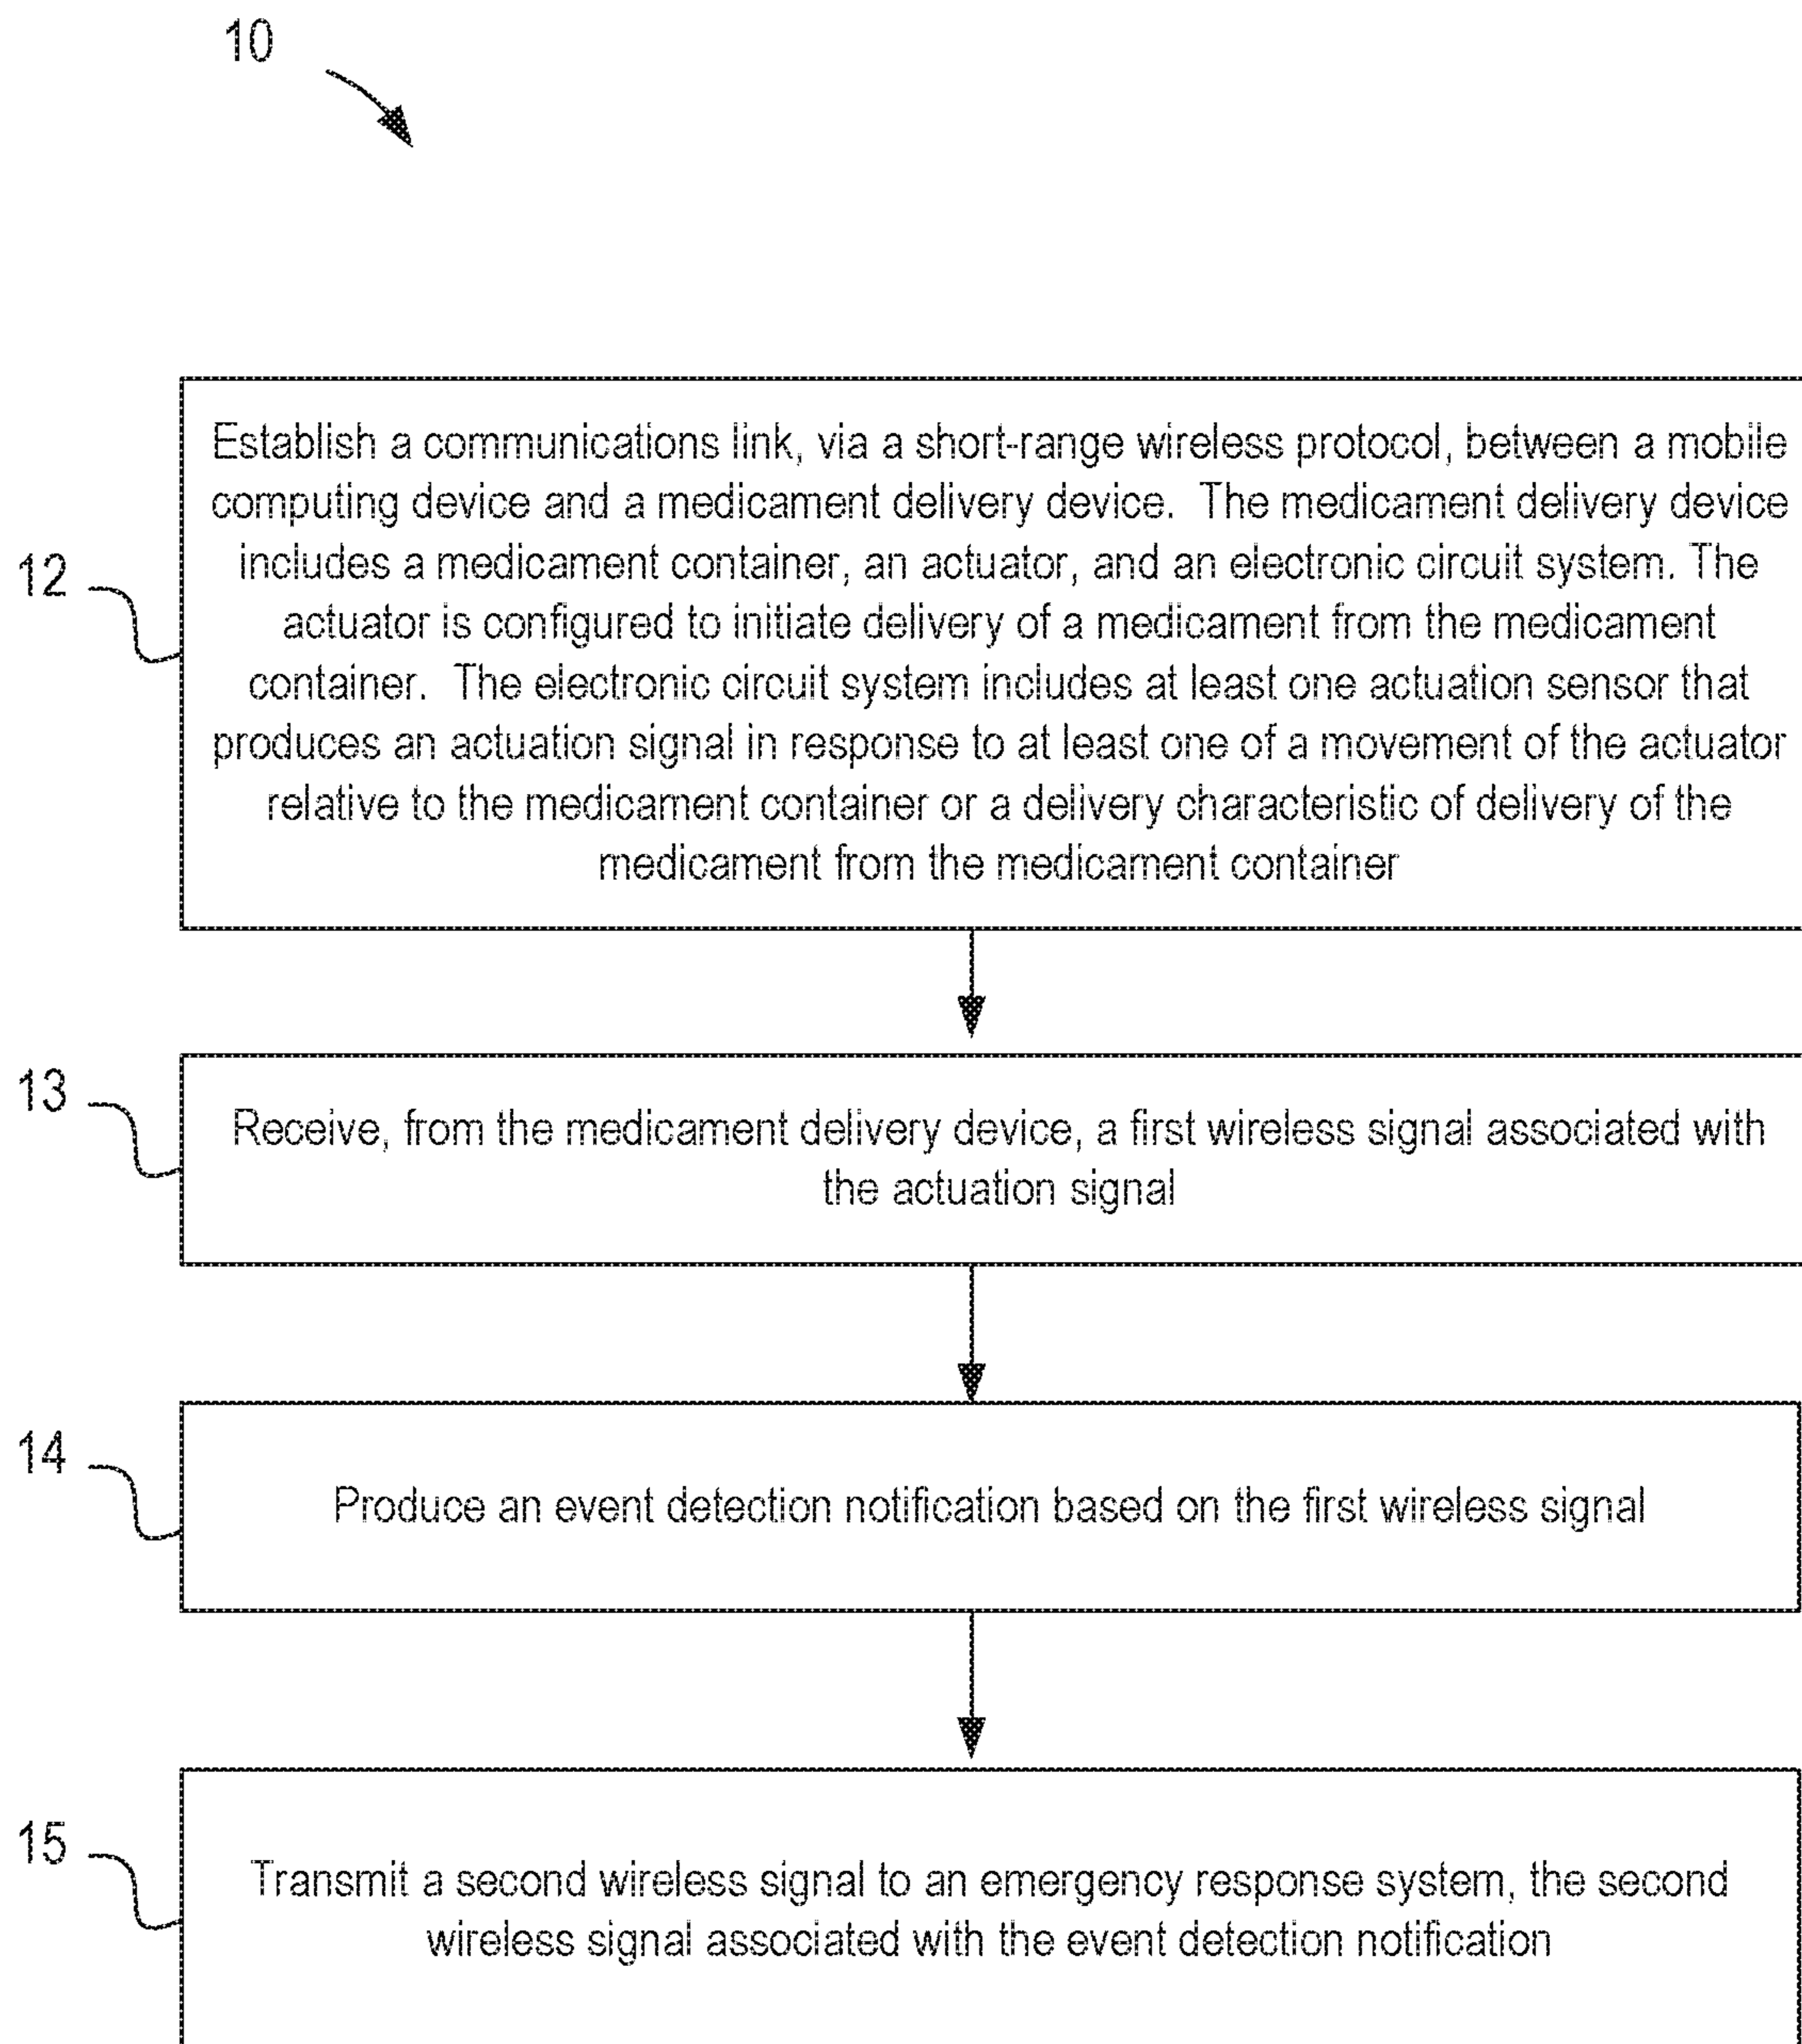 10
12
Establish a communications link, via a short-range wireless protocol, between a mobile
computing device and a medicament delivery device.  The medicament delivery device
includes a medicament container, an actuator, and an electronic circuit system. The
actuator is configured to initiate delivery of a medicament from the medicament
container.  The electronic circuit system includes at least one actuation sensor that
produces an actuation signal in response to at least one of a movement of the actuator
relative to the medicament container or a delivery characteristic of delivery of the
medicament from the medicament container
13
Receive, from the medicament delivery device, a first wireless signal associated with
the actuation signal
14
Produce an event detection notification based on the first wireless signal
15
Transmit a second wireless signal to an emergency response system, the second
wireless signal associated with the event detection notification